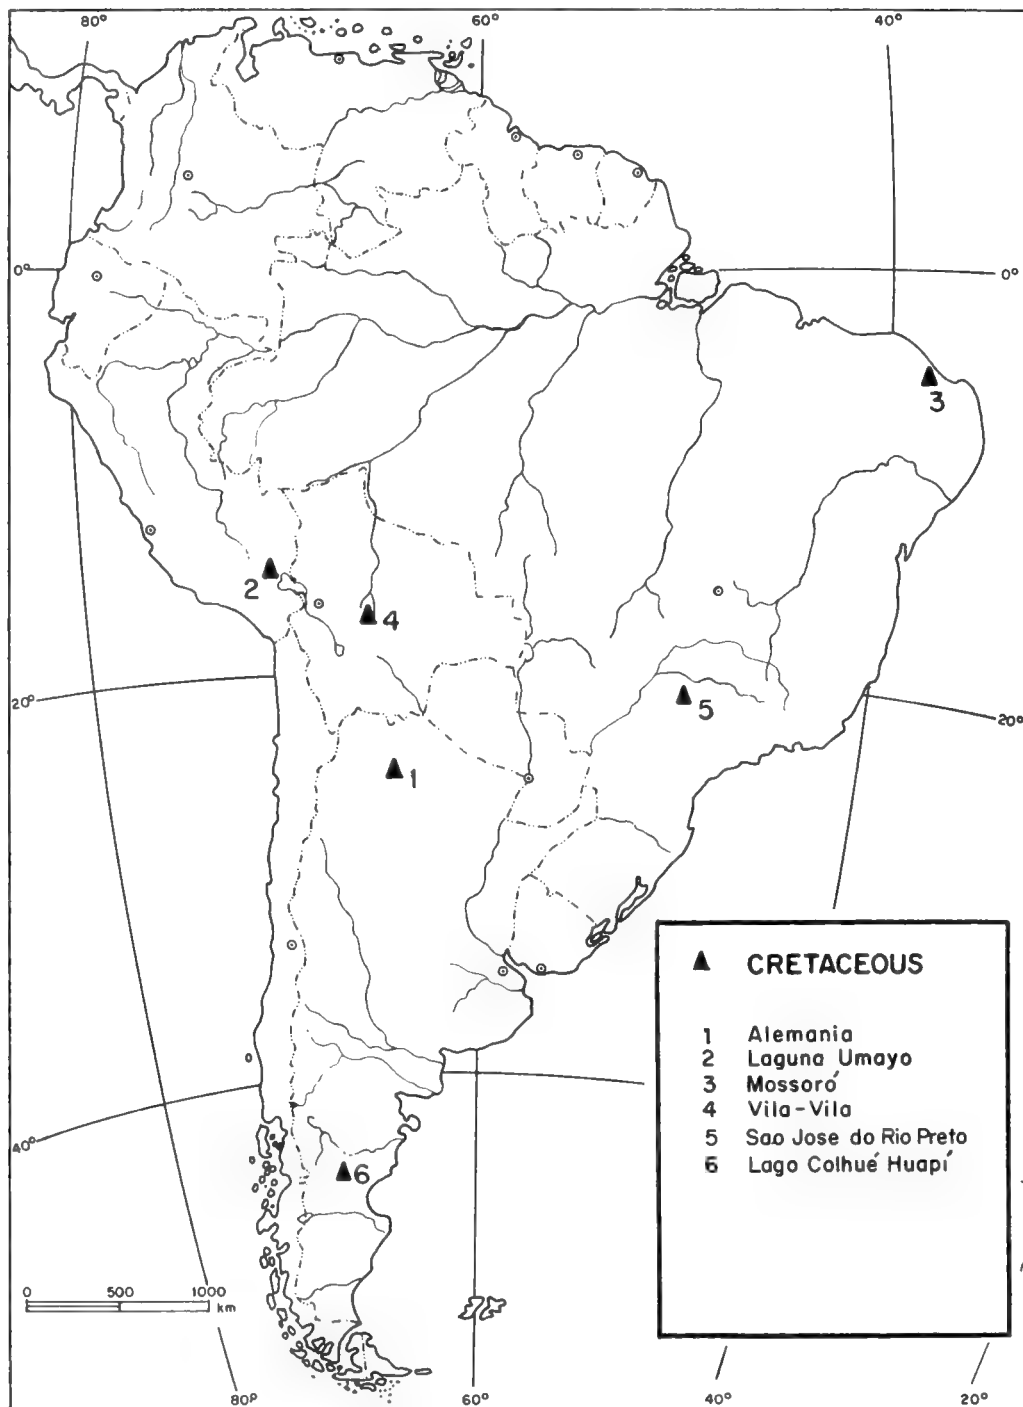 80° 60° 40°
0° 0°
3
2
4
20° 5
20°
1
▲ CRETACEOUS
1 Alemania
2 Laguna Umayo
3 Mossoró
4 Vila-Vila
5 Sao Jose do Rio Preto
6 Lago Colhué Huapí
40°
6
0 500 1000
km
80° 60° 40° 20°